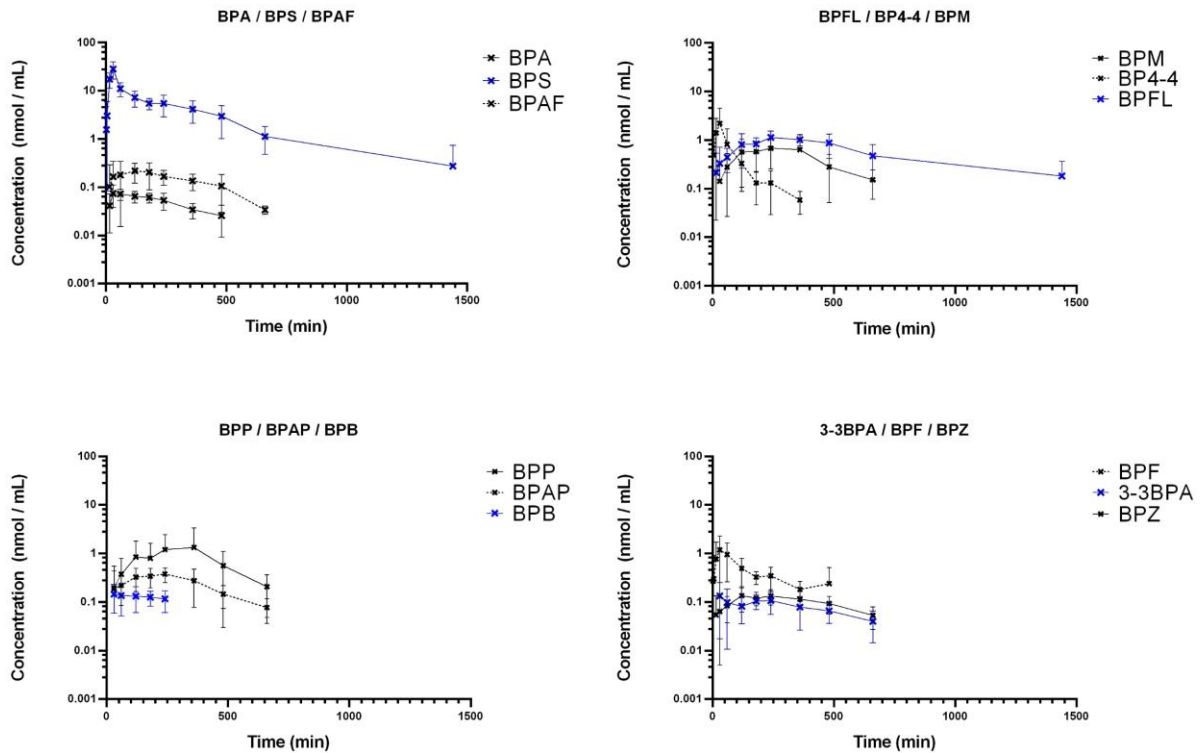 BPA / BPS / BPAF
Concentration (nmol / mL)
100
10
1
0.1
0.01
0.001
0
500
1000
1500
Time (min)
BPA
BPS
BPAF
BPFL / BP4-4 / BPM
Concentration (nmol / mL)
100
10
1
0.1
0.01
0.001
0
500
1000
1500
Time (min)
BPM
BP4-4
BPFL
BPP / BPAP / BPB
Concentration (nmol / mL)
100
10
1
0.1
0.01
0.001
0
500
1000
1500
Time (min)
BPP
BPAP
BPB
3-3BPA / BPF / BPZ
Concentration (nmol / mL)
100
10
1
0.1
0.01
0.001
0
500
1000
1500
Time (min)
BPF
3-3BPA
BPZ